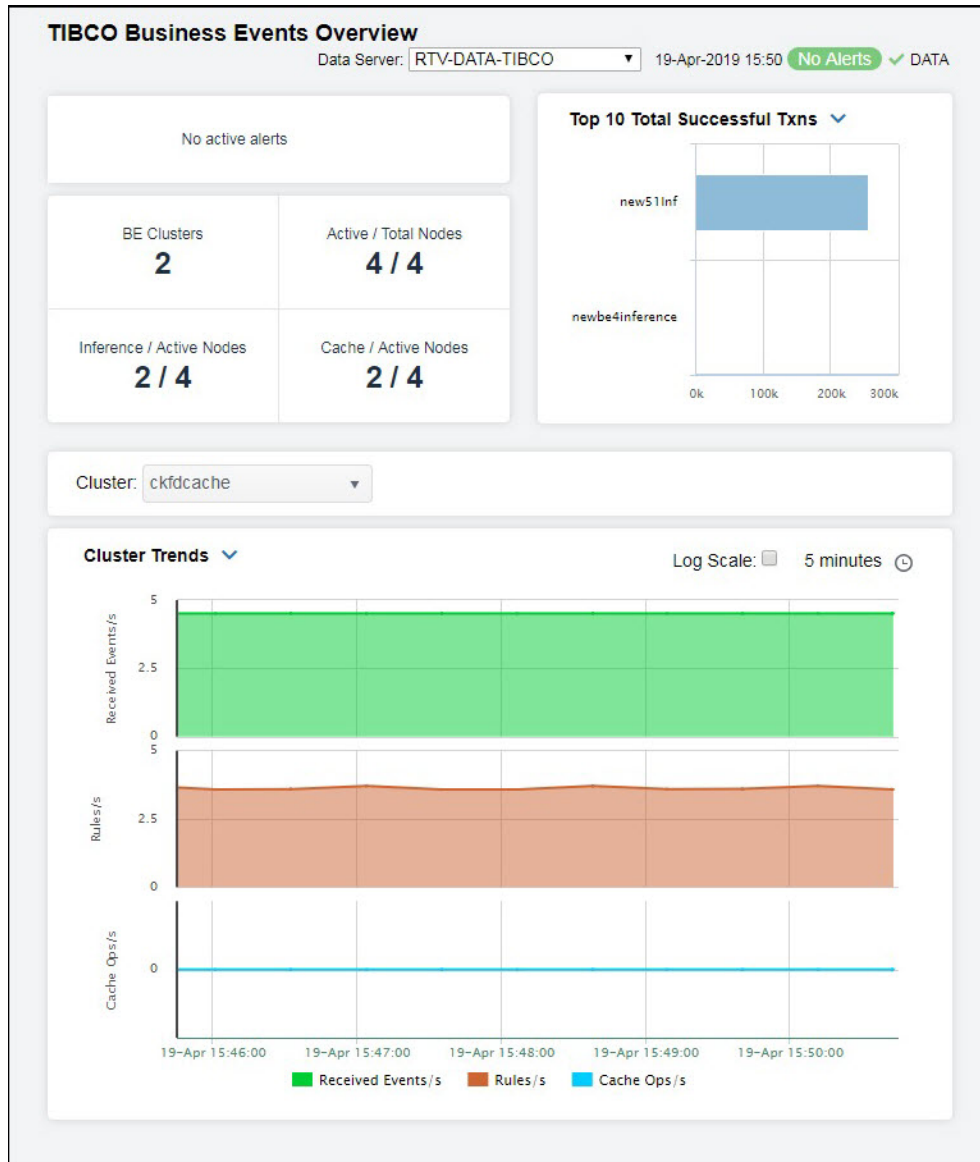 TIBCO Business Events Overview
Data Server: RTV-DATA-TIBCO 19-Apr-2019 15:50 No Alerts DATA
No active alerts
BE Clusters
2
Active / Total Nodes
4 / 4
Inference / Active Nodes
2 / 4
Cache / Active Nodes
2 / 4
Top 10 Total Successful Txns
new51Inf
newbe4inference
0k 100k 200k 300k
Cluster: ckfdcache
Cluster Trends
Log Scale: 5 minutes
Received Events/s
5
2.5
0
Rules/s
5
2.5
0
Cache Ops/s
0
19-Apr 15:46:00 19-Apr 15:47:00 19-Apr 15:48:00 19-Apr 15:49:00 19-Apr 15:50:00
Received Events/s Rules/s Cache Ops/s